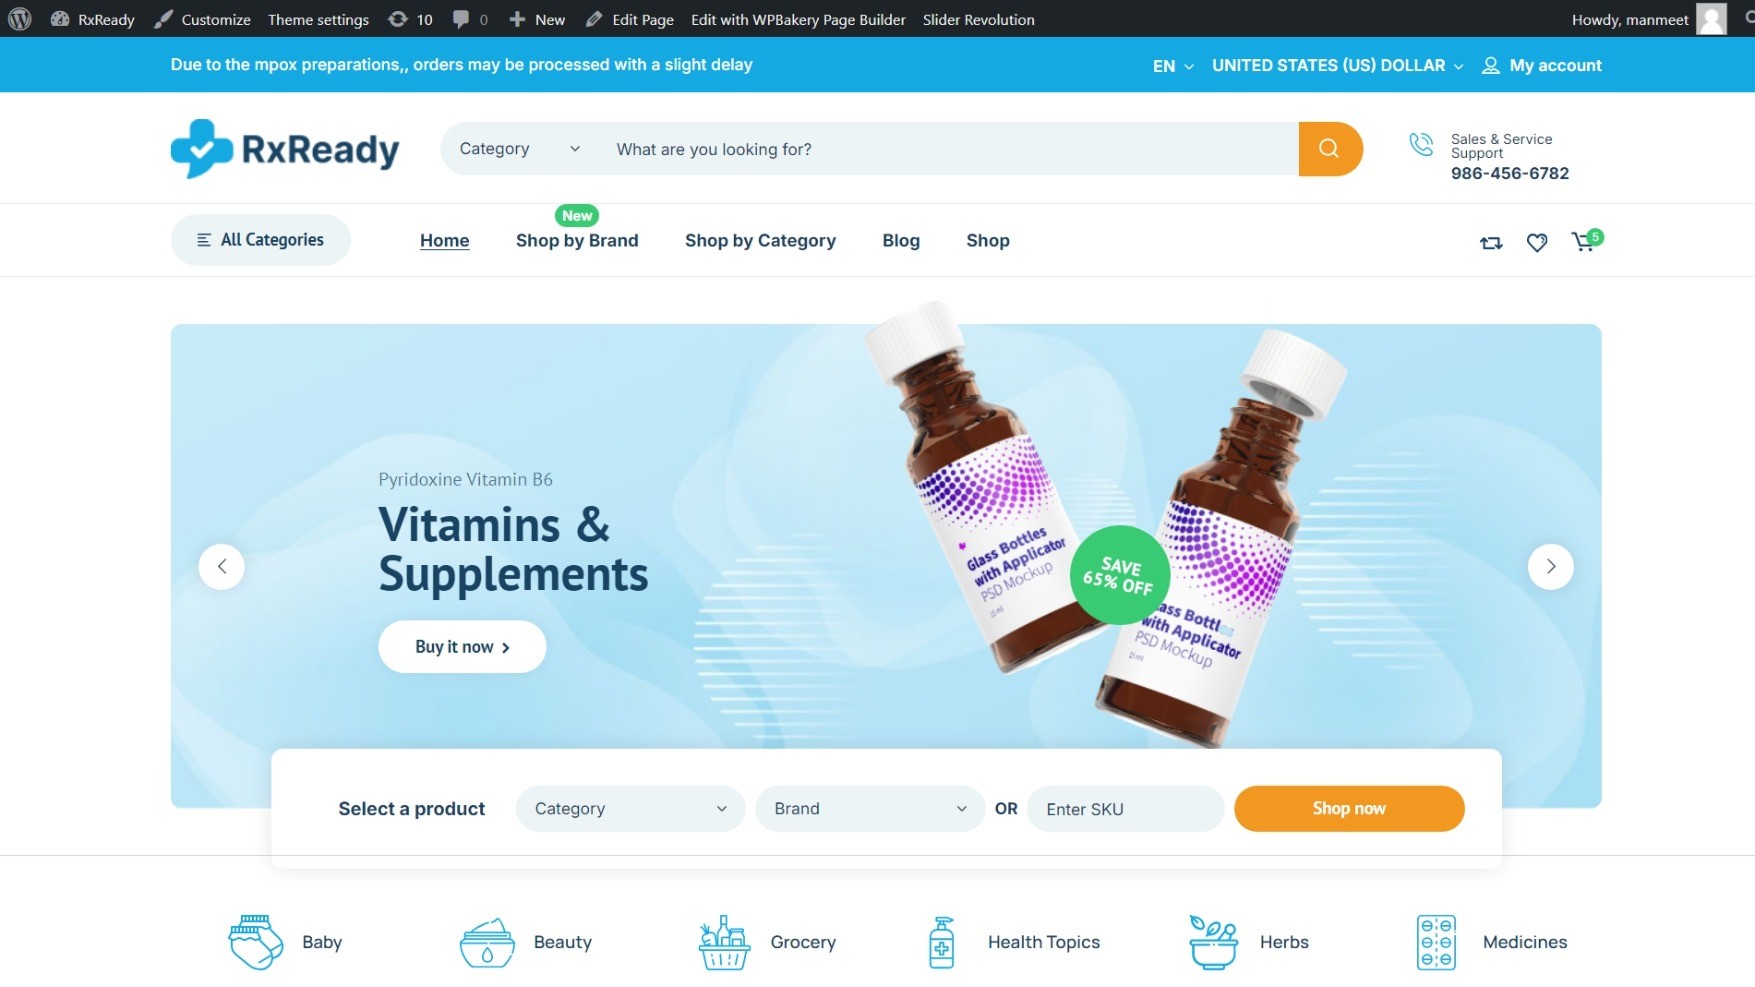 RxReady Customize Theme settings 10 0 New Edit Page Edit with WPBakery Page Builder Slider Revolution Howdy, manmeet
Due to the mpox preparations,, orders may be processed with a slight delay EN UNITED STATES (US) DOLLAR My account
RxReady
Category What are you looking for?
Sales & Service
Support
986-456-6782
New
All Categories Home Shop by Brand Shop by Category Blog Shop 5
Pyridoxine Vitamin B6
Vitamins &
Supplements
Buy it now
Glass Bottles
with Applicator
PSD Mockup
SAVE
65% OFF
with Applicator
PSD Mockup
Select a product Category Brand OR Enter SKU Shop now
Baby Beauty Grocery Health Topics Herbs Medicines